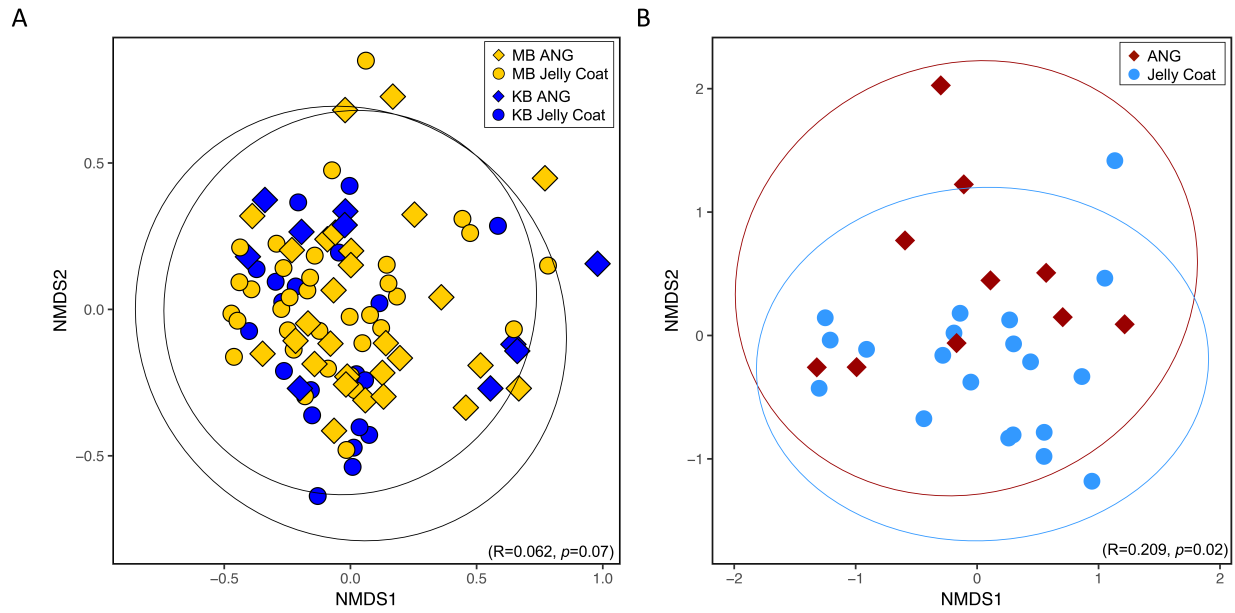 A
MB ANG
MB Jelly Coat
KB ANG
KB Jelly Coat
0.5
0.0
−0.5
NMDS2
(R=0.062, p=0.07)
−0.5 0.0 0.5 1.0
NMDS1
B
ANG
Jelly Coat
2
1
0
−1
NMDS2
(R=0.209, p=0.02)
−2 −1 0 1 2
NMDS1